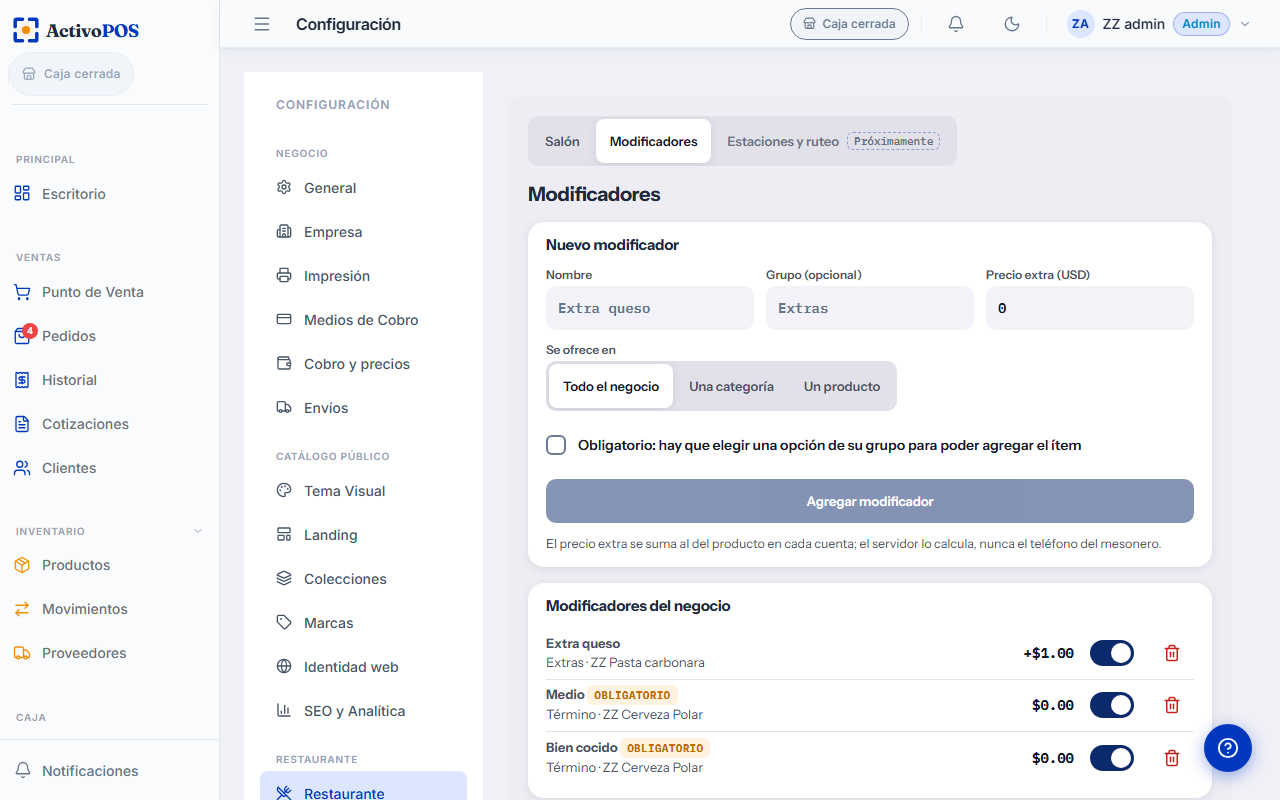 ActivoPOS
Caja cerrada
PRINCIPAL
Escritorio
VENTAS
Punto de Venta
4
Pedidos
Historial
Cotizaciones
Clientes
INVENTARIO
Productos
Movimientos
Proveedores
CAJA
Notificaciones
Configuración
Caja cerrada
ZA
ZZ admin
Admin
CONFIGURACIÓN
NEGOCIO
General
Empresa
Impresión
Medios de Cobro
Cobro y precios
Envíos
CATÁLOGO PÚBLICO
Tema Visual
Landing
Colecciones
Marcas
Identidad web
SEO y Analítica
RESTAURANTE
Restaurante
Salón
Modificadores
Estaciones y ruteo Próximamente
Modificadores
Nuevo modificador
Nombre
Grupo (opcional)
Precio extra (USD)
Extra queso
Extras
0
Se ofrece en
Todo el negocio
Una categoría
Un producto
Obligatorio: hay que elegir una opción de su grupo para poder agregar el ítem
Agregar modificador
El precio extra se suma al del producto en cada cuenta; el servidor lo calcula, nunca el teléfono del mesonero.
Modificadores del negocio
Extra queso
Extras · ZZ Pasta carbonara
+$1.00
Medio OBLIGATORIO
Término · ZZ Cerveza Polar
$0.00
Bien cocido OBLIGATORIO
Término · ZZ Cerveza Polar
$0.00